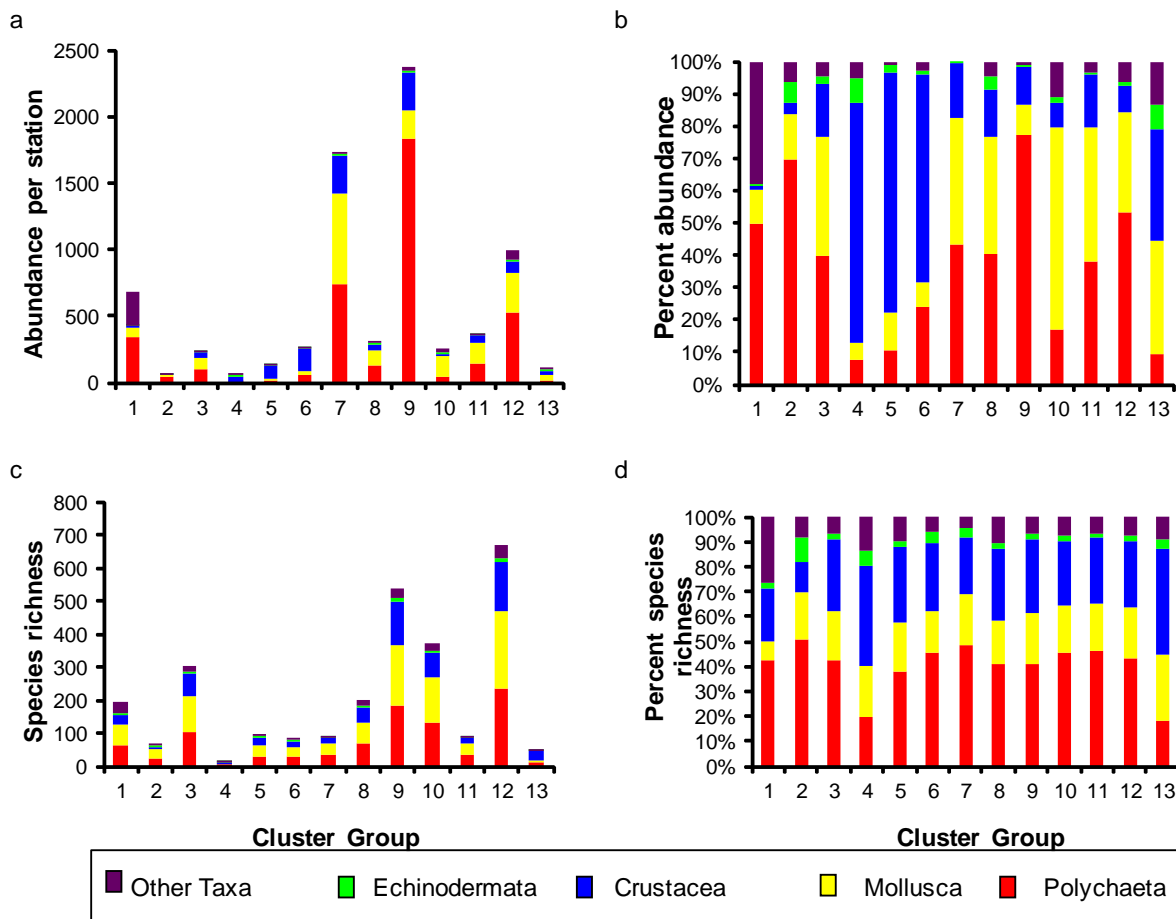 a
2500
2000
1500
1000
500
0
Abundance per station
1 2 3 4 5 6 7 8 9 10 11 12 13
b
100%
90%
80%
70%
60%
50%
40%
30%
20%
10%
0%
Percent abundance
1 2 3 4 5 6 7 8 9 10 11 12 13
c
800
700
600
500
400
300
200
100
0
Species richness
1 2 3 4 5 6 7 8 9 10 11 12 13
Cluster Group
d
100%
90%
80%
70%
60%
50%
40%
30%
20%
10%
0%
Percent species
richness
1 2 3 4 5 6 7 8 9 10 11 12 13
Cluster Group
Other Taxa Echinodermata Crustacea Mollusca Polychaeta